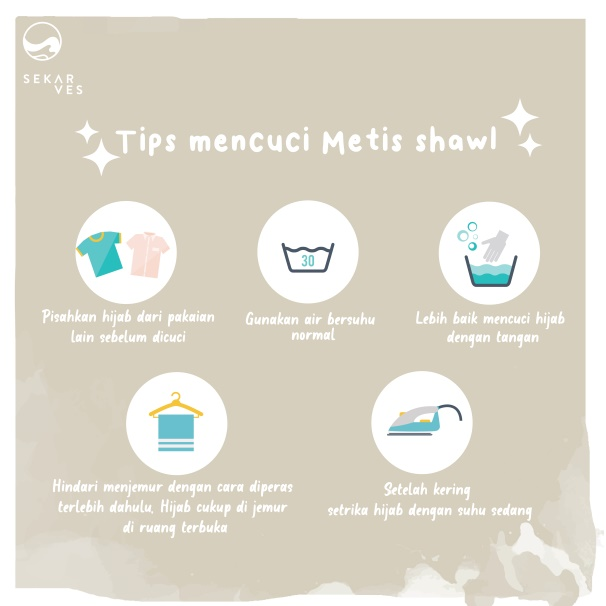 SEKAR
VES
Tips mencuci Metis shawl
30
Pisahkan hijab dari pakaian
lain sebelum dicuci
Gunakan air bersuhu
normal
Lebih baik mencuci hijab
dengan tangan
Hindari menjemur dengan cara diperas
terlebih dahulu. Hijab cukup di jemur
di ruang terbuka
Setelah kering
setrika hijab dengan suhu sedang